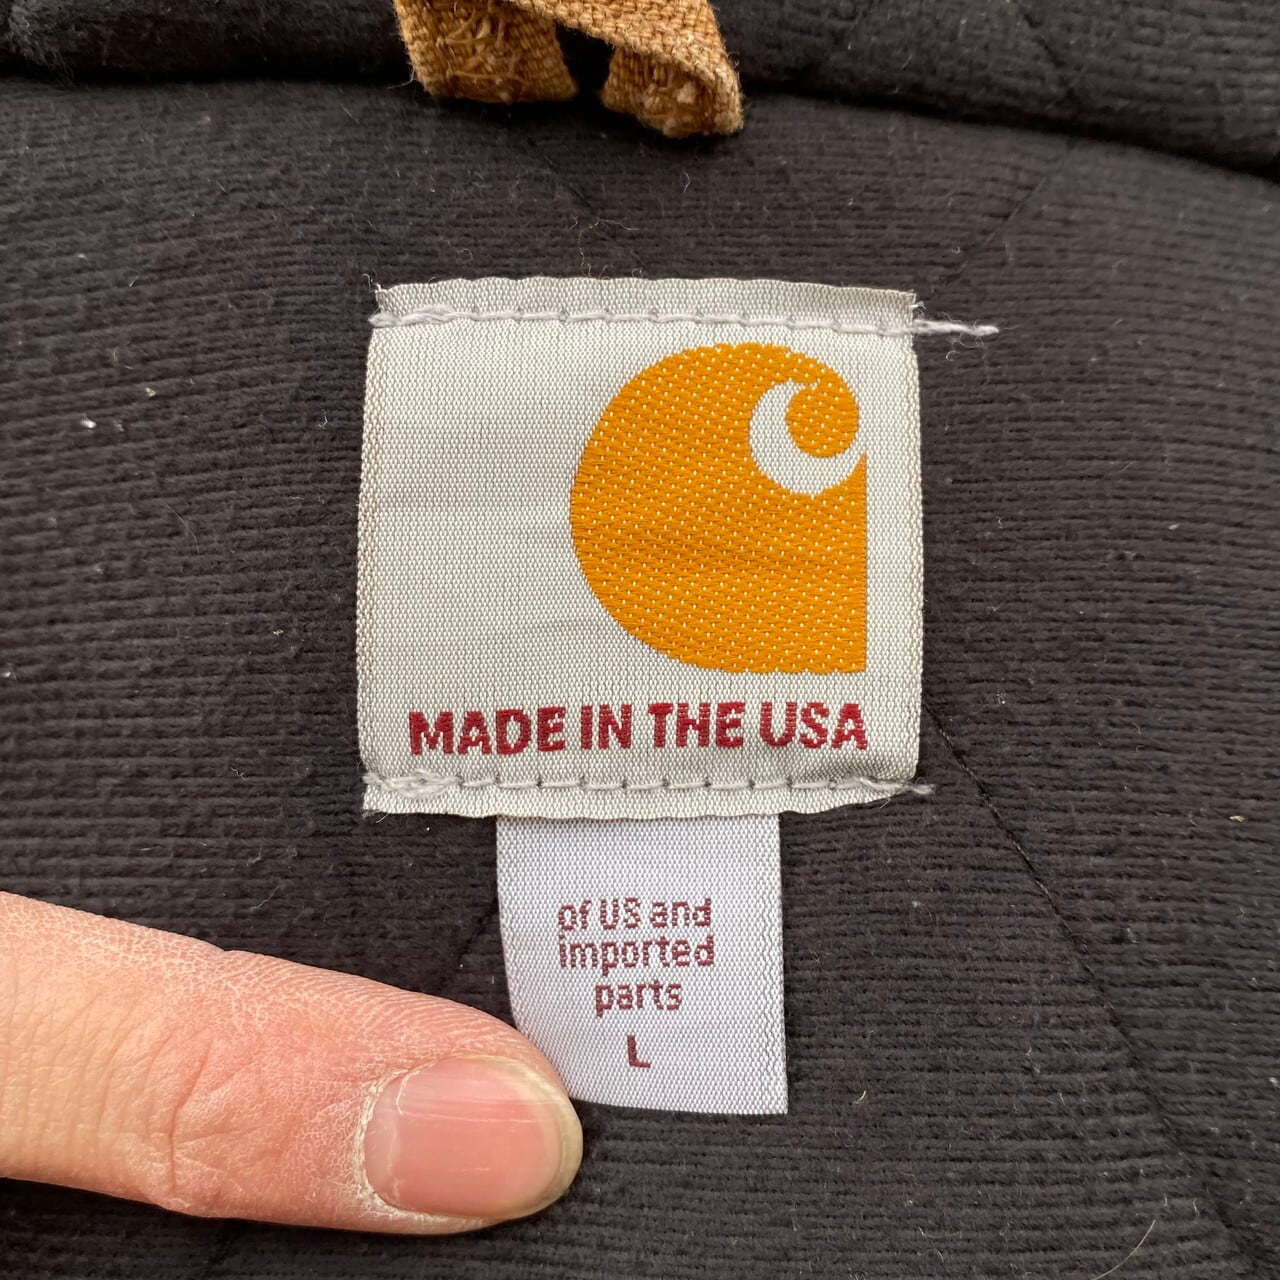 MADE IN THE USA
of US and
imported
parts
L